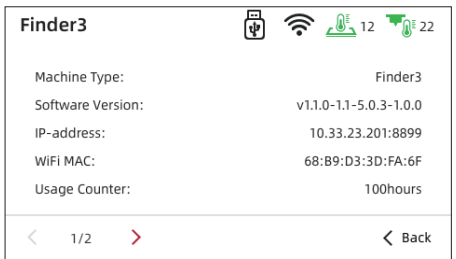 Finder3 12 22
Machine Type: Finder3
Software Version: v1.1.0-1.1-5.0.3-1.0.0
IP-address: 10.33.23.201:8899
WiFi MAC: 68:B9:D3:3D:FA:6F
Usage Counter: 100hours
1/2 Back